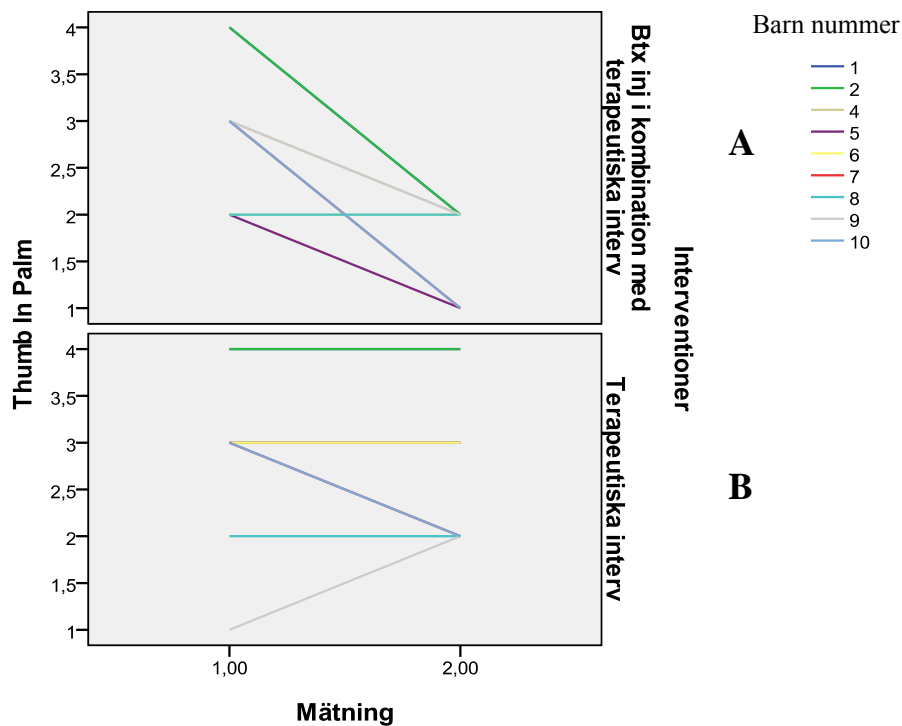 Barn nummer
1
2
4
5
6
7
8
9
10
Thumb In Palm
4
3,5
3
2,5
2
1,5
1
Btx inj i kombination med
terapeutiska interv
A
4
3,5
3
2,5
2
1,5
1
Terapeutiska interv
Interventioner
B
1,00
2,00
Mätning